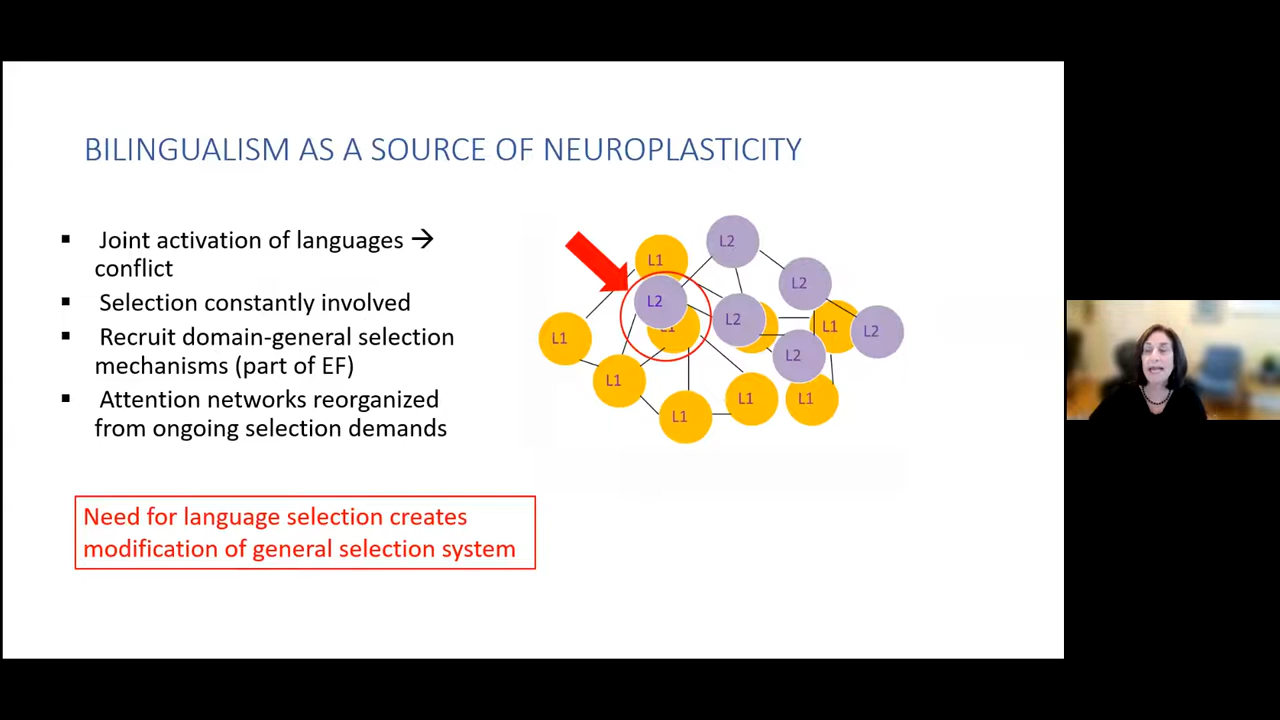 BILINGUALISM AS A SOURCE OF NEUROPLASTICITY
▪ Joint activation of languages →
conflict
▪ Selection constantly involved
▪ Recruit domain-general selection
mechanisms (part of EF)
▪ Attention networks reorganized
from ongoing selection demands
Need for language selection creates
modification of general selection system
L2
L1
L2
L2
L1
L2
L1
L2
L1
L2
L1
L1
L1
L1